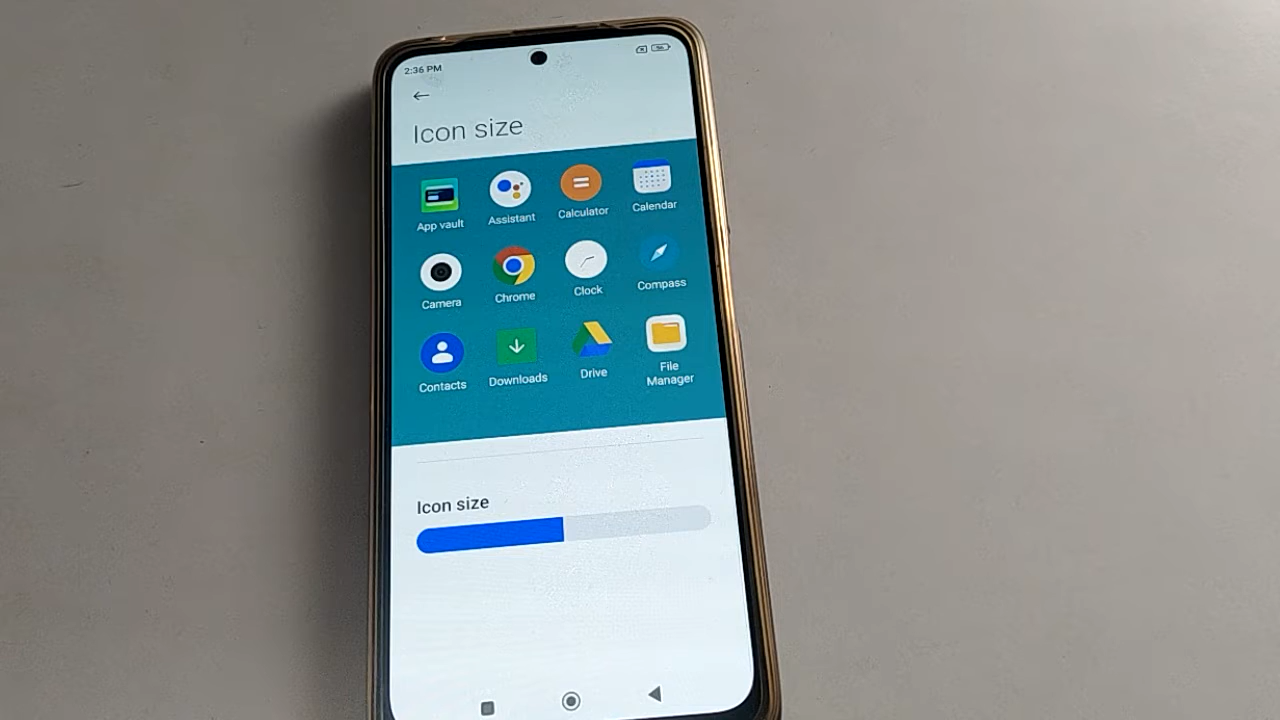 2:36 PM
Icon size
App vault
Assistant
Calculator
Calendar
Camera
Chrome
Clock
Compass
Contacts
Downloads
Drive
File
Manager
Icon size